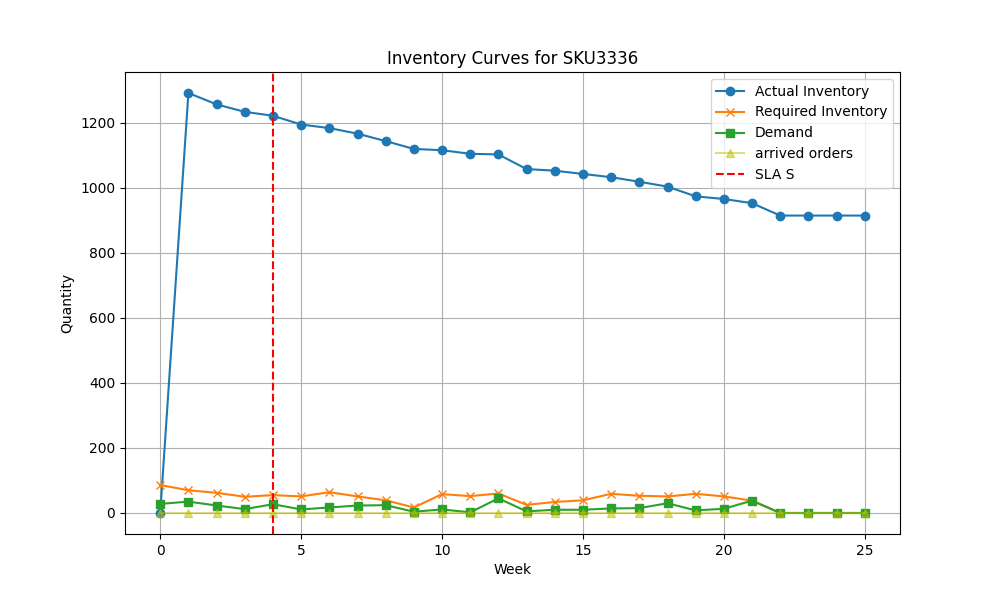 Inventory Curves for SKU3336
Actual Inventory
Required Inventory
Demand
arrived orders
SLA S
1200
1000
800
600
400
200
0
Quantity
0 5 10 15 20 25
Week